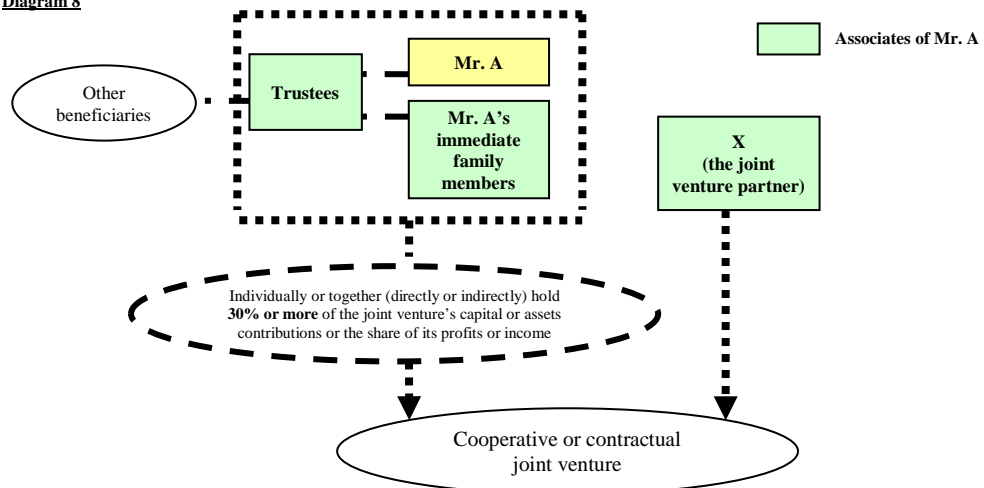 Diagram 8
Associates of Mr. A
Other
beneficiaries
Trustees
Mr. A
Mr. A’s
immediate
family
members
X
(the joint
venture partner)
Individually or together (directly or indirectly) hold
30% or more of the joint venture’s capital or assets
contributions or the share of its profits or income
Cooperative or contractual
joint venture